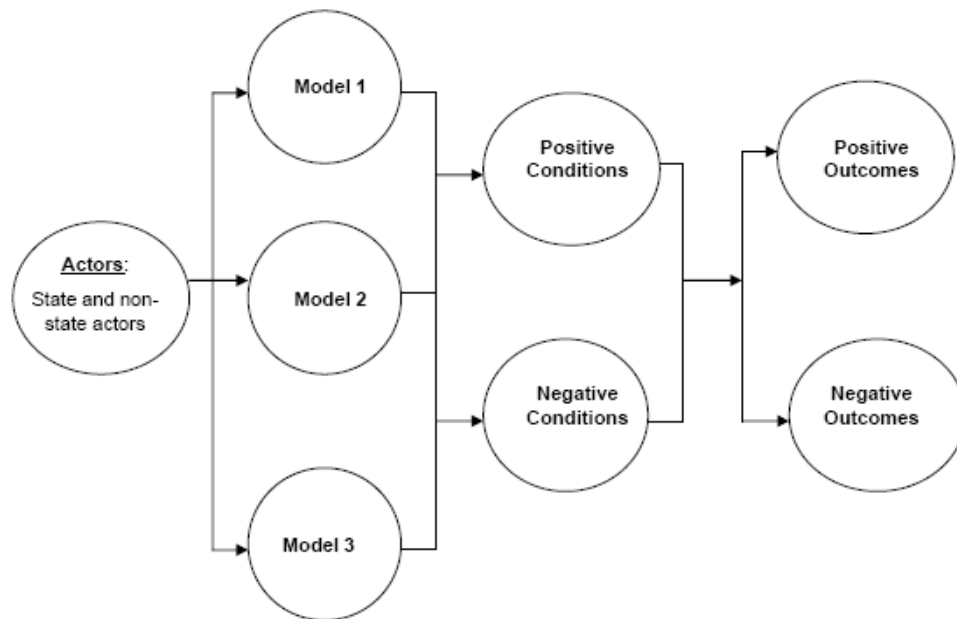 Model 1
Positive
Conditions
Positive
Outcomes
Actors:
State and non-
state actors
Model 2
Negative
Conditions
Negative
Outcomes
Model 3